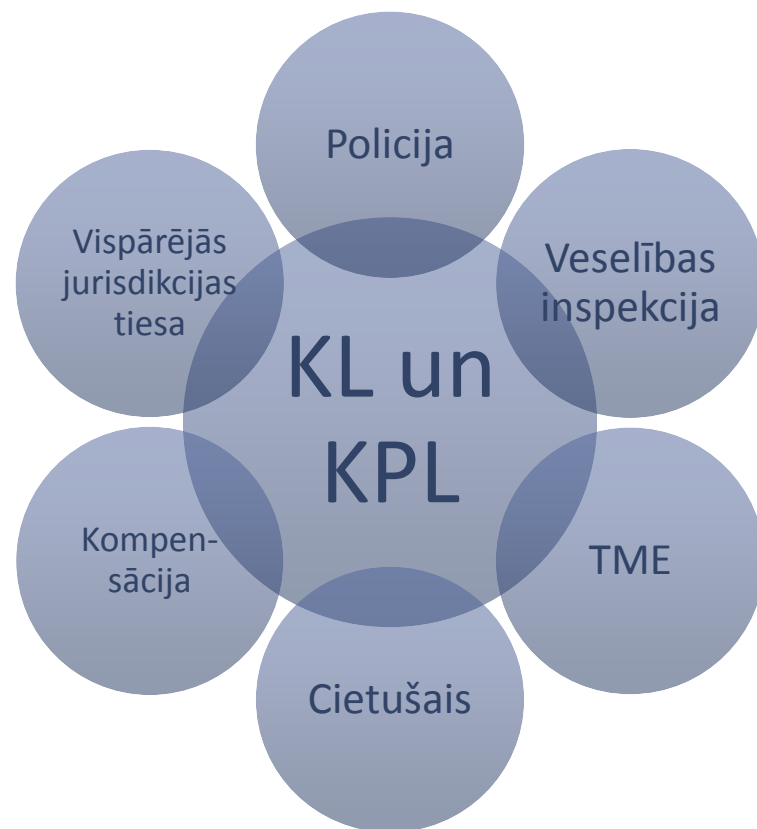 Policija
Vispārējās
jurisdikcijas
tiesa
Veselības
inspekcija
KL un
KPL
Kompen-
sācija
TME
Cietušais